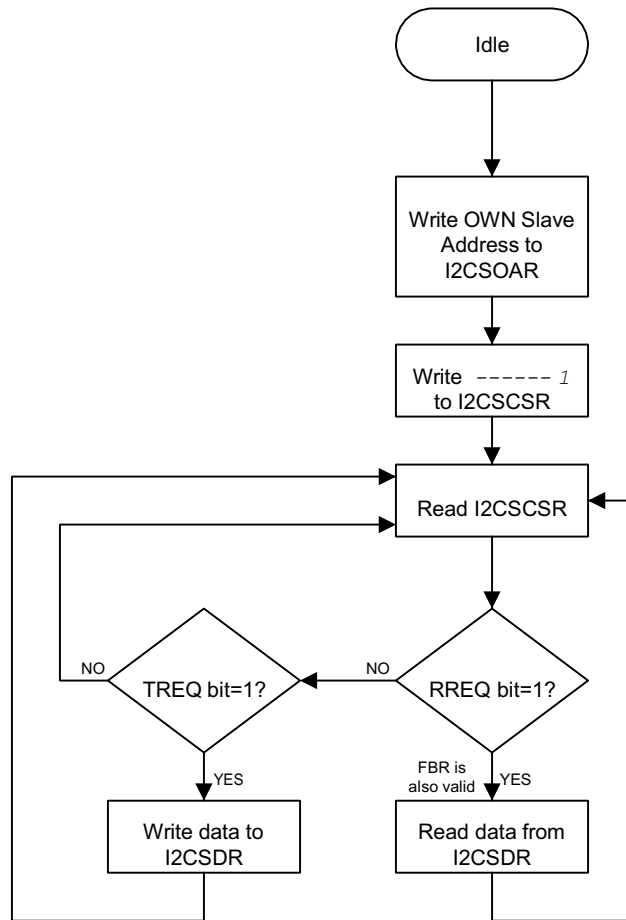 Idle
Write OWN Slave
Address to
I2CSOAR
Write ------ 1
to I2CSCSR
Read I2CSCSR
NO
TREQ bit=1?
NO
RREQ bit=1?
YES
FBR is
also valid
YES
Write data to
I2CSDR
Read data from
I2CSDR